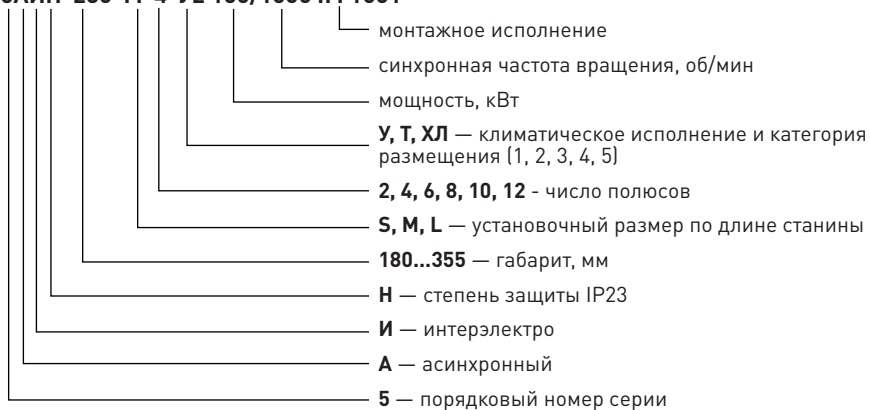 монтажное исполнение
синхронная частота вращения, об/мин
мощность, кВт
У, Т, ХЛ — климатическое исполнение и категория
размещения (1, 2, 3, 4, 5)
2, 4, 6, 8, 10, 12 - число полюсов
S, M, L — установочный размер по длине станины
180...355 — габарит, мм
Н — степень защиты IP23
И — интерэлектро
А — асинхронный
5 — порядковый номер серии